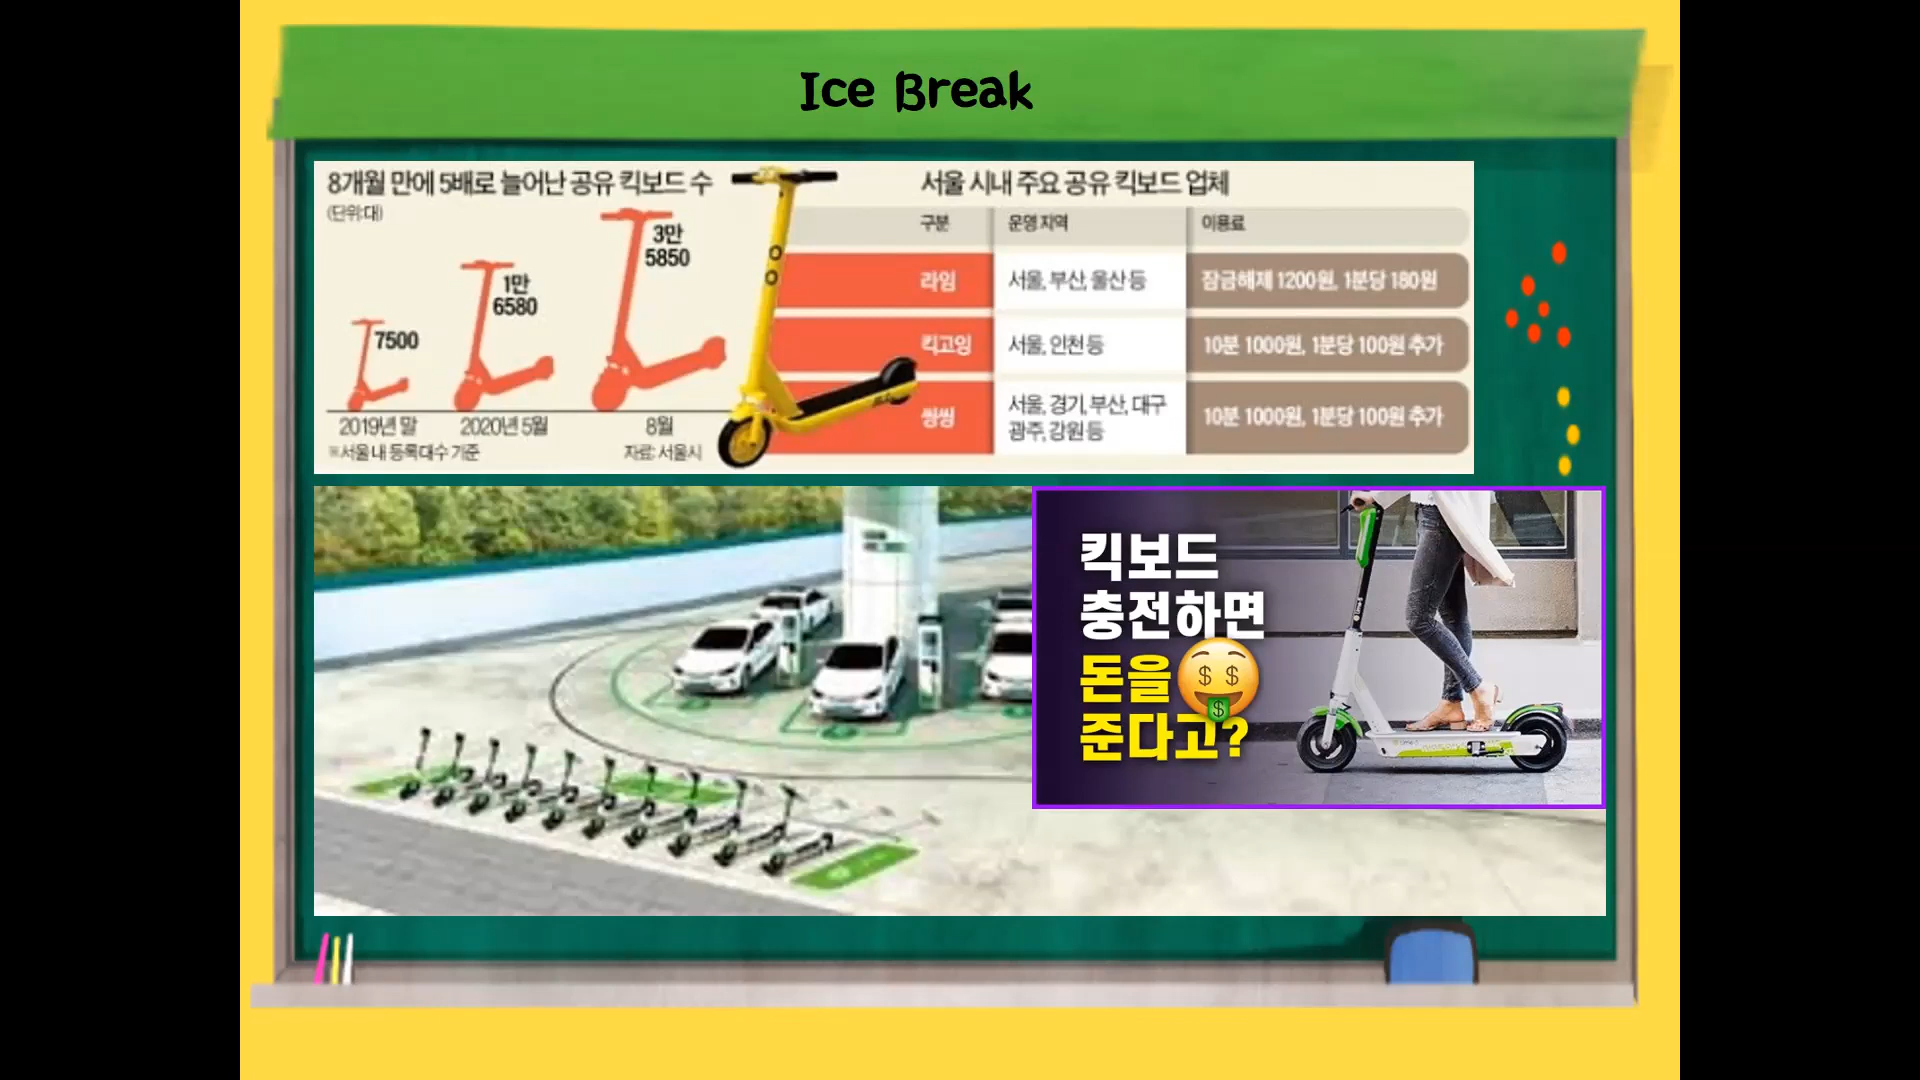 Ice Break
8개월 만에 5배로 늘어난 공유 킥보드 수
(단위:대)
7500
1만
6580
3만
5850
2019년 말
2020년 5월
8월
※서울 내 등록대수 기준
자료: 서울시
서울 시내 주요 공유 킥보드 업체
구분
운영 지역
이용료
라임
서울, 부산, 울산 등
잠금해제 1200원, 1분당 180원
킥고잉
서울, 인천 등
10분 1000원, 1분당 100원 추가
씽씽
서울, 경기, 부산, 대구
광주, 강원 등
10분 1000원, 1분당 100원 추가
킥보드
충전하면
돈을
준다고?